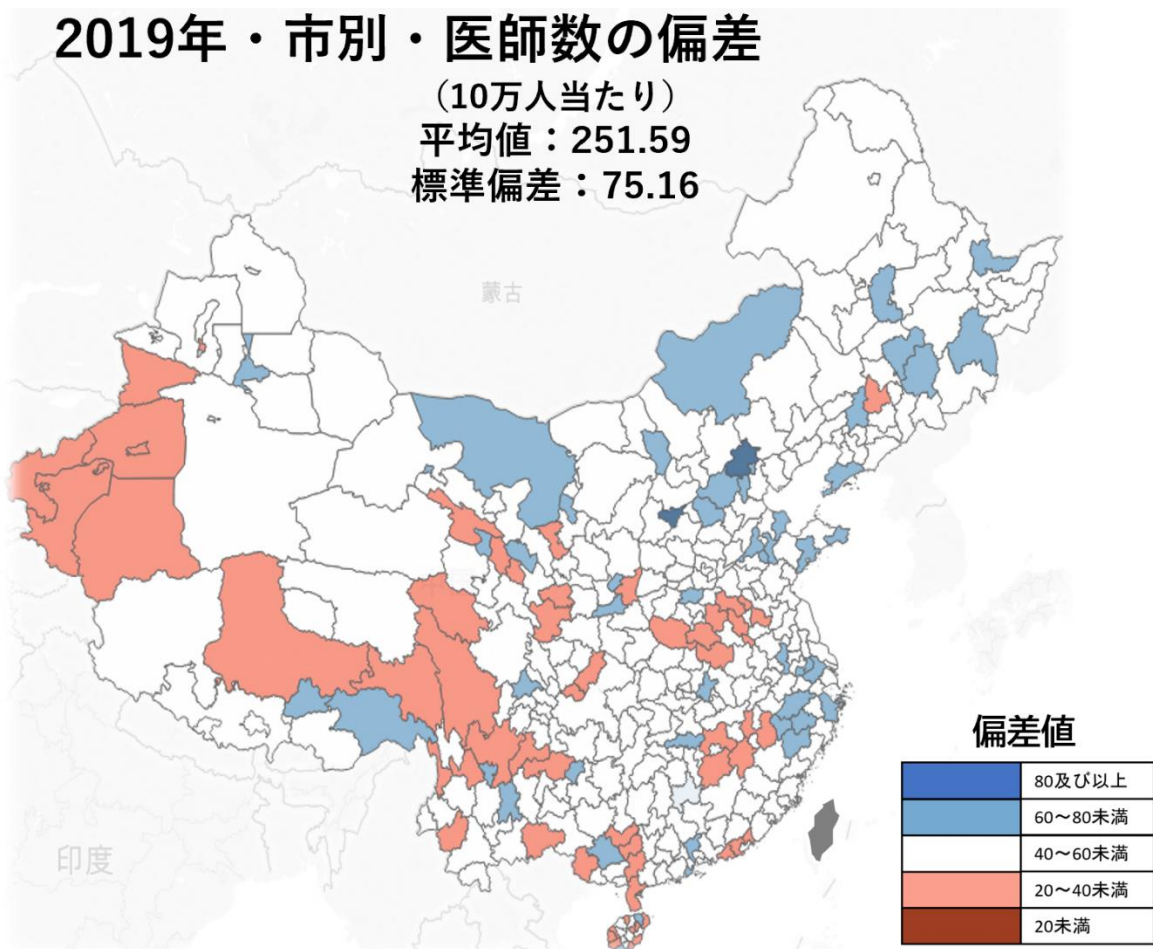 2019年・市別・医師数の偏差
（10万人当たり）
平均値：251.59
標準偏差：75.16
蒙古
印度
偏差値
80及び以上
60～80未満
40～60未満
20～40未満
20未満